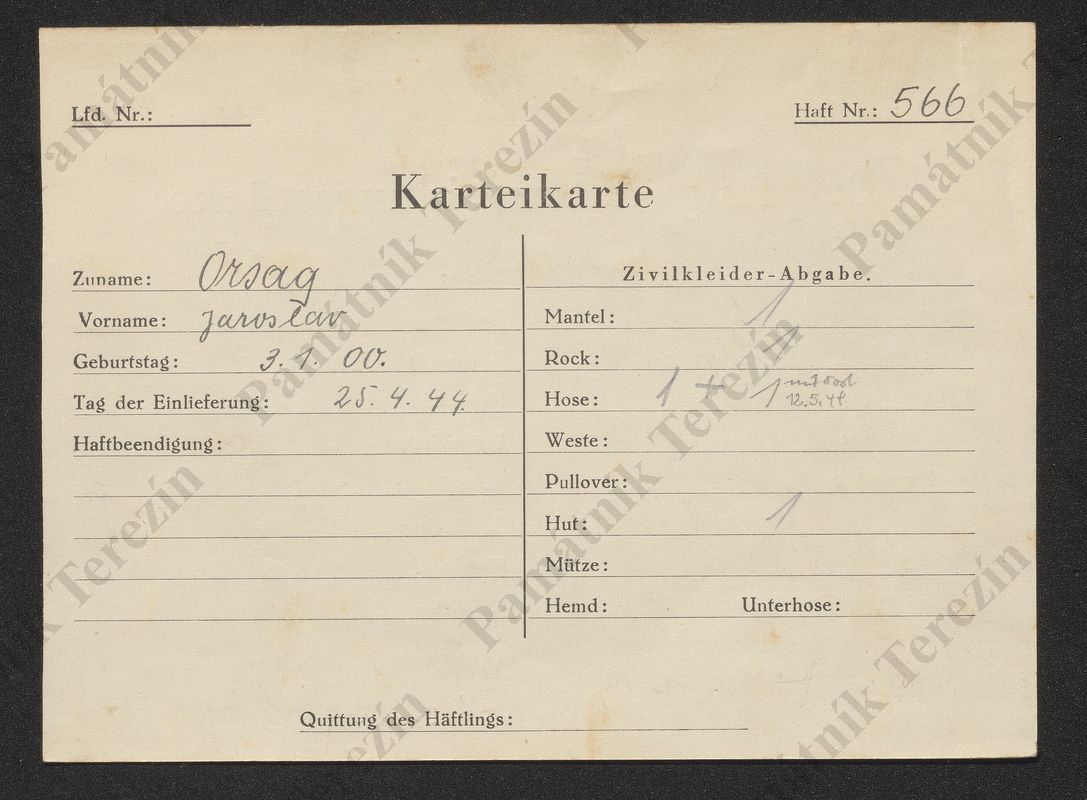 Lfd. Nr.:
Haft Nr.: 566
Karteikarte
Zuname: Orsag
Vorname: Jaroslav
Geburtstag: 3. 1. 00.
Tag der Einlieferung: 25. 4. 44.
Haftbeendigung:
Zivilkleider-Abgabe.
Mantel: 1
Rock: 1
Hose: 1 + 1
12.5.44
Weste:
Pullover:
Hut: 1
Mütze:
Hemd: Unterhose:
Quittung des Häftlings:
Památník Terezín